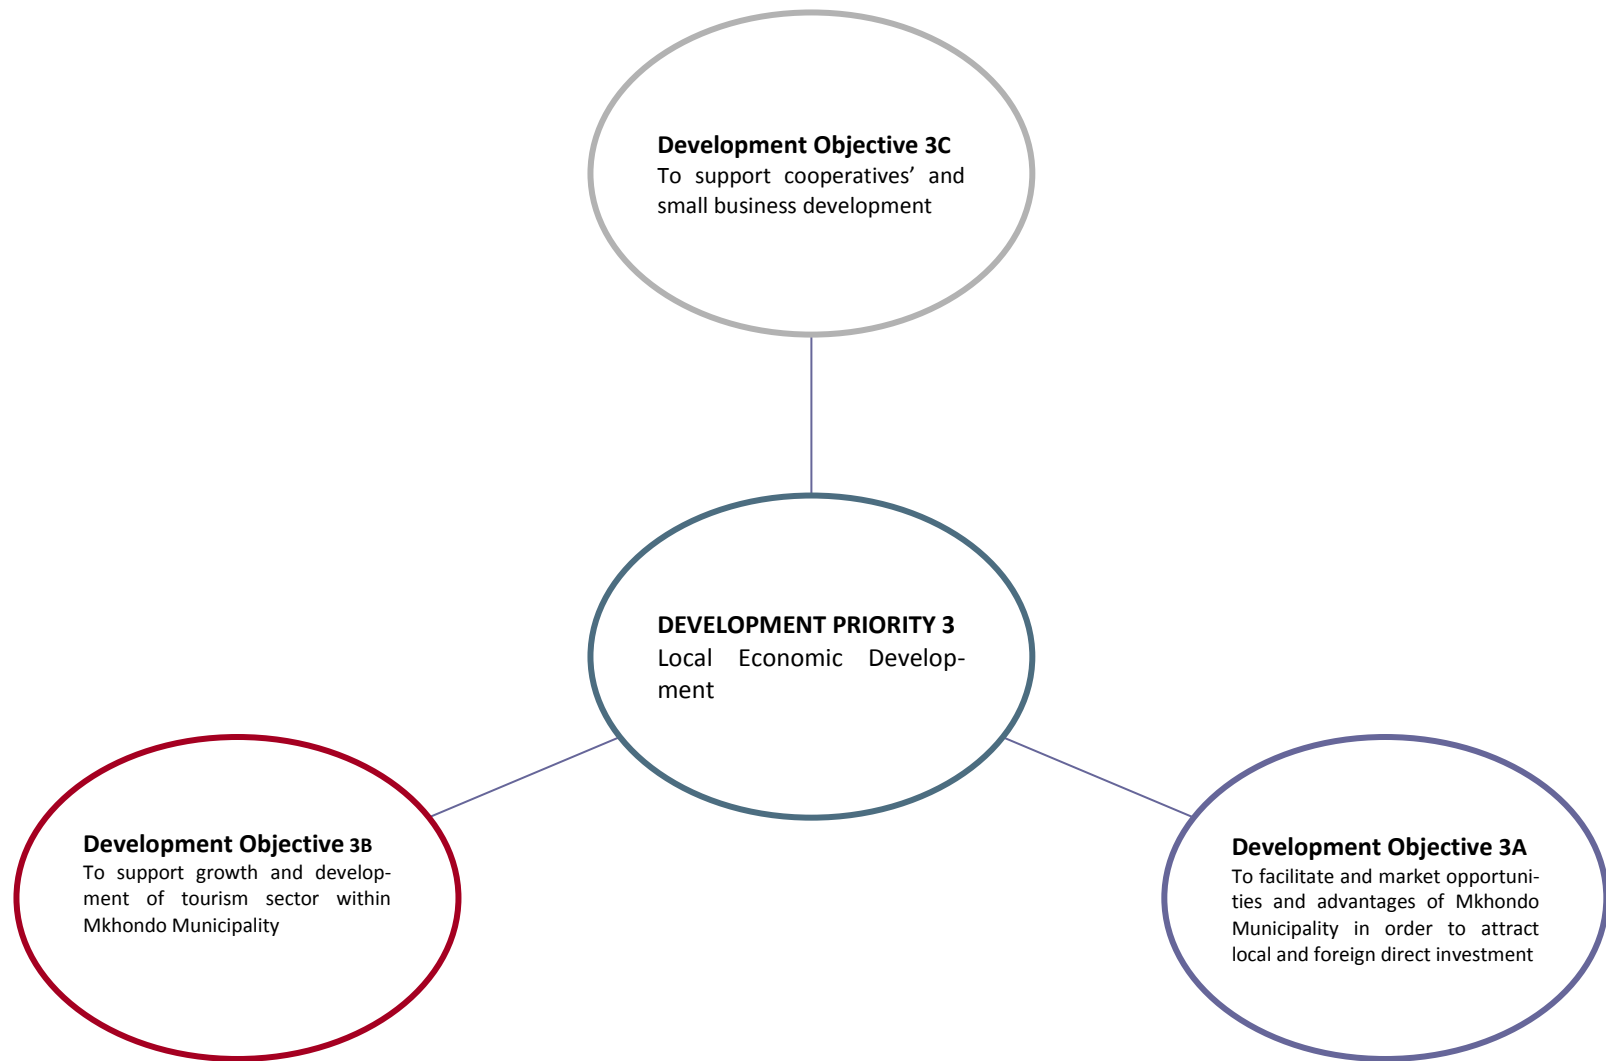 Development Objective 3C
To support cooperatives’ and
small business development
DEVELOPMENT PRIORITY 3
Local Economic Develop-
ment
Development Objective 3B
To support growth and develop-
ment of tourism sector within
Mkhondo Municipality
Development Objective 3A
To facilitate and market opportuni-
ties and advantages of Mkhondo
Municipality in order to attract
local and foreign direct investment